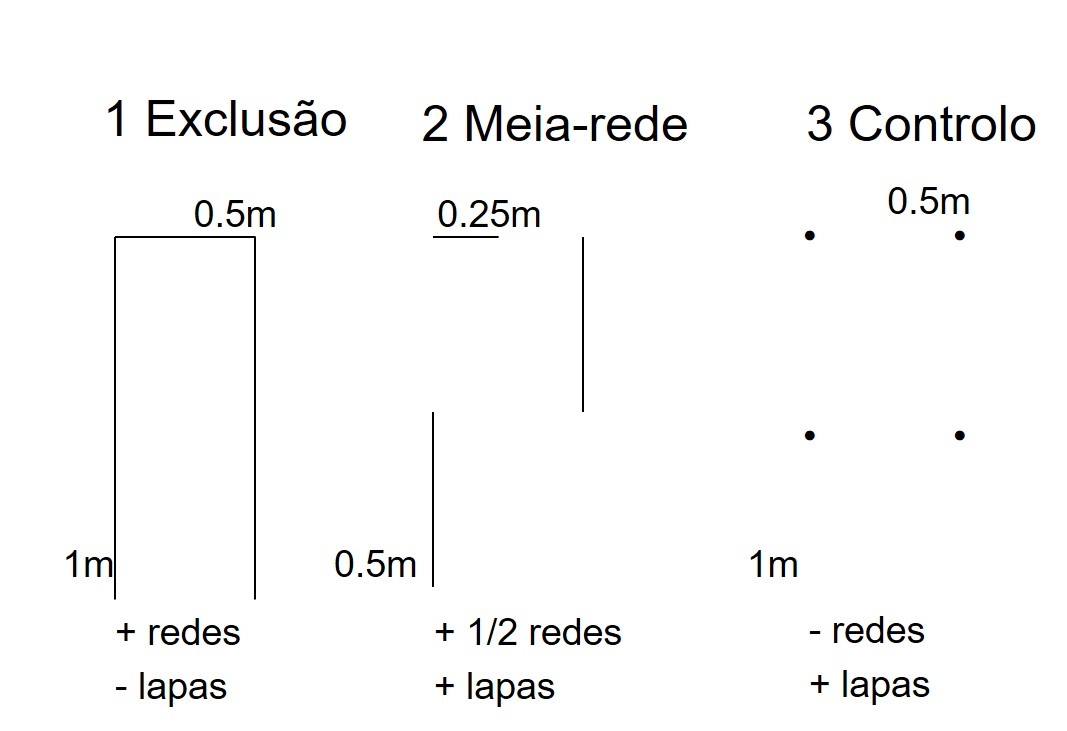 1 Exclusão
2 Meia-rede
3 Controlo
0.5m
0.25m
0.5m
1m
0.5m
1m
+ redes
- lapas
+ 1/2 redes
+ lapas
- redes
+ lapas